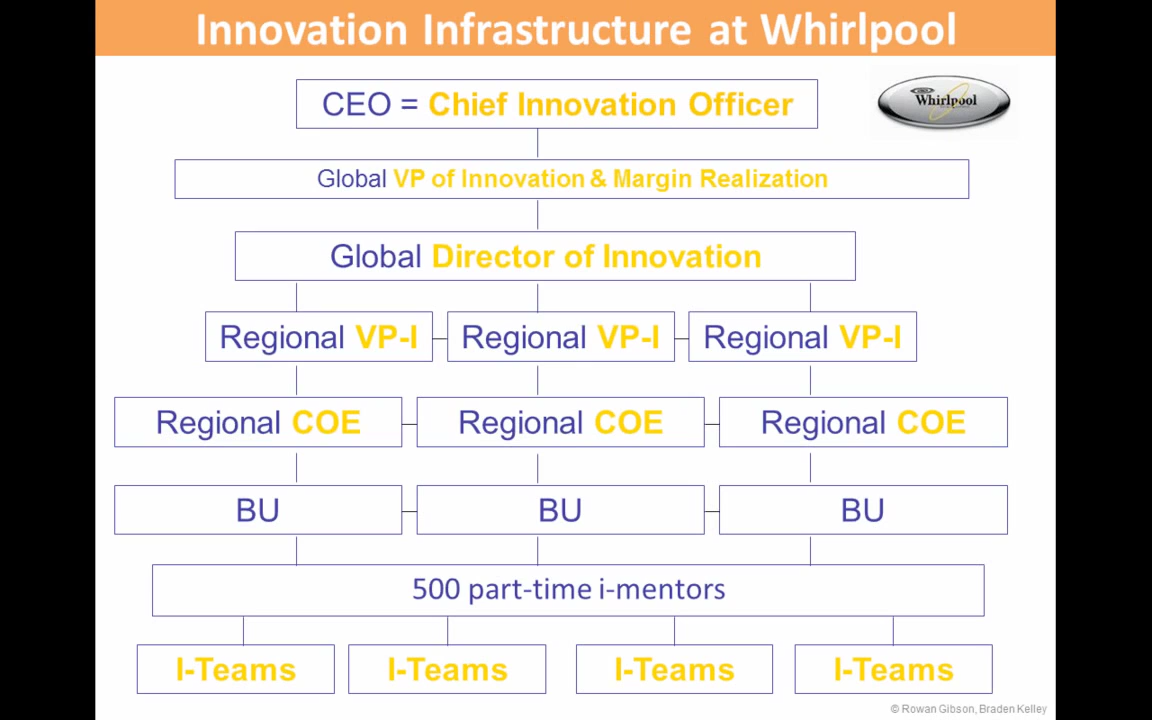 Innovation Infrastructure at Whirlpool
CEO = Chief Innovation Officer
Whirlpool
Global VP of Innovation & Margin Realization
Global Director of Innovation
Regional VP-I
Regional VP-I
Regional VP-I
Regional COE
Regional COE
Regional COE
BU
BU
BU
500 part-time i-mentors
I-Teams
I-Teams
I-Teams
I-Teams
© Rowan Gibson, Braden Kelley